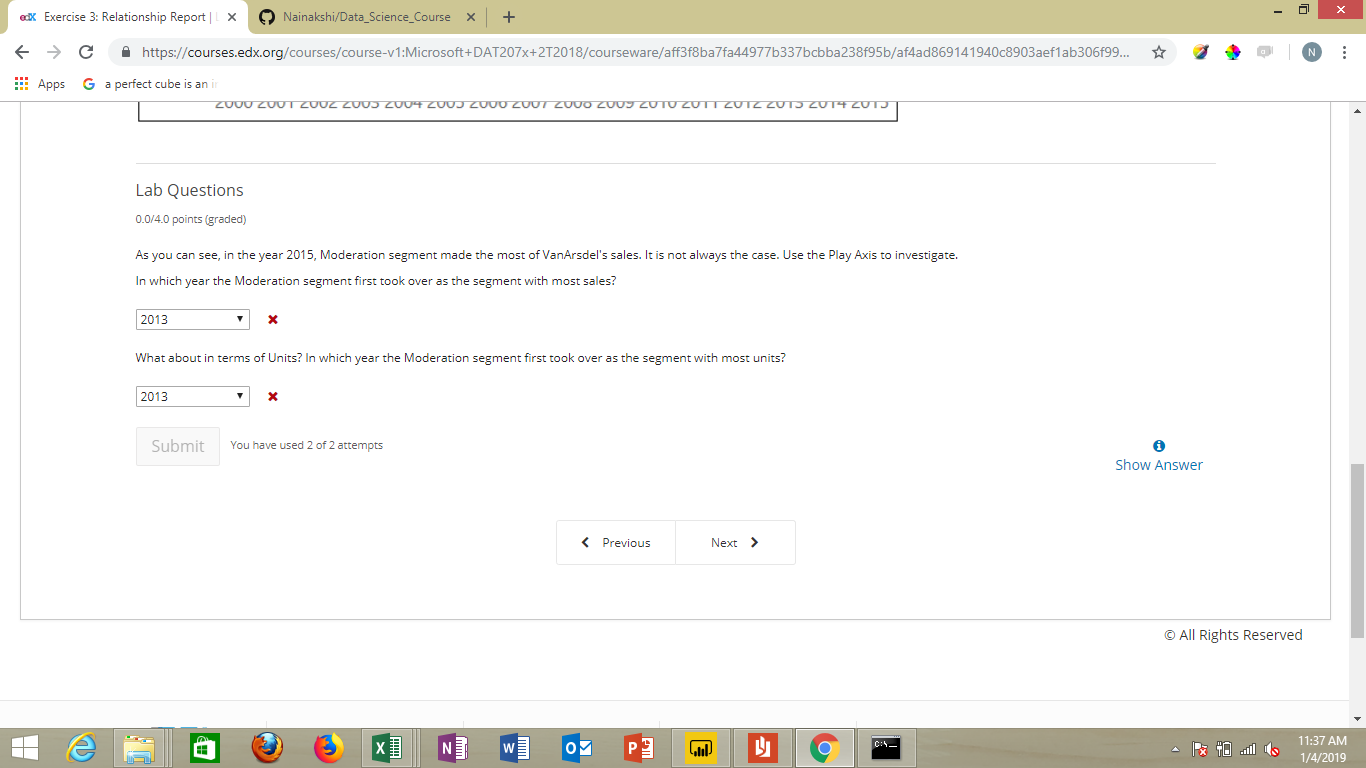 edX Exercise 3: Relationship Report |
Nainakshi/Data_Science_Course
https://courses.edx.org/courses/course-v1:Microsoft+DAT207x+2T2018/courseware/aff3f8ba7fa44977b337bcbba238f95b/af4ad869141940c8903aef1ab306f99...
N
Apps
G a perfect cube is an i
2000 2001 2002 2003 2004 2005 2006 2007 2008 2009 2010 2011 2012 2013 2014 2015
Lab Questions
0.0/4.0 points (graded)
As you can see, in the year 2015, Moderation segment made the most of VanArsdel's sales. It is not always the case. Use the Play Axis to investigate.
In which year the Moderation segment first took over as the segment with most sales?
2013
What about in terms of Units? In which year the Moderation segment first took over as the segment with most units?
2013
Submit You have used 2 of 2 attempts
Show Answer
Previous Next
© All Rights Reserved
11:37 AM
1/4/2019